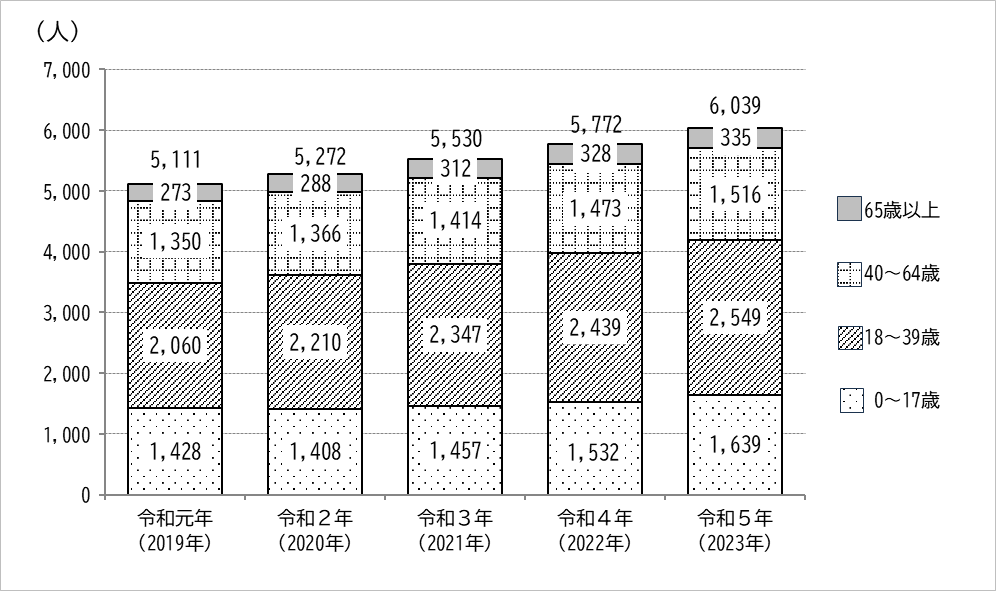 （人）
7,000
6,000
5,000
4,000
3,000
2,000
1,000
0
5,111
273
1,350
2,060
1,428
5,272
288
1,366
2,210
1,408
5,530
312
1,414
2,347
1,457
5,772
328
1,473
2,439
1,532
6,039
335
1,516
2,549
1,639
令和元年
（2019年）
令和２年
（2020年）
令和３年
（2021年）
令和４年
（2022年）
令和５年
（2023年）
65歳以上
40～64歳
18～39歳
0～17歳